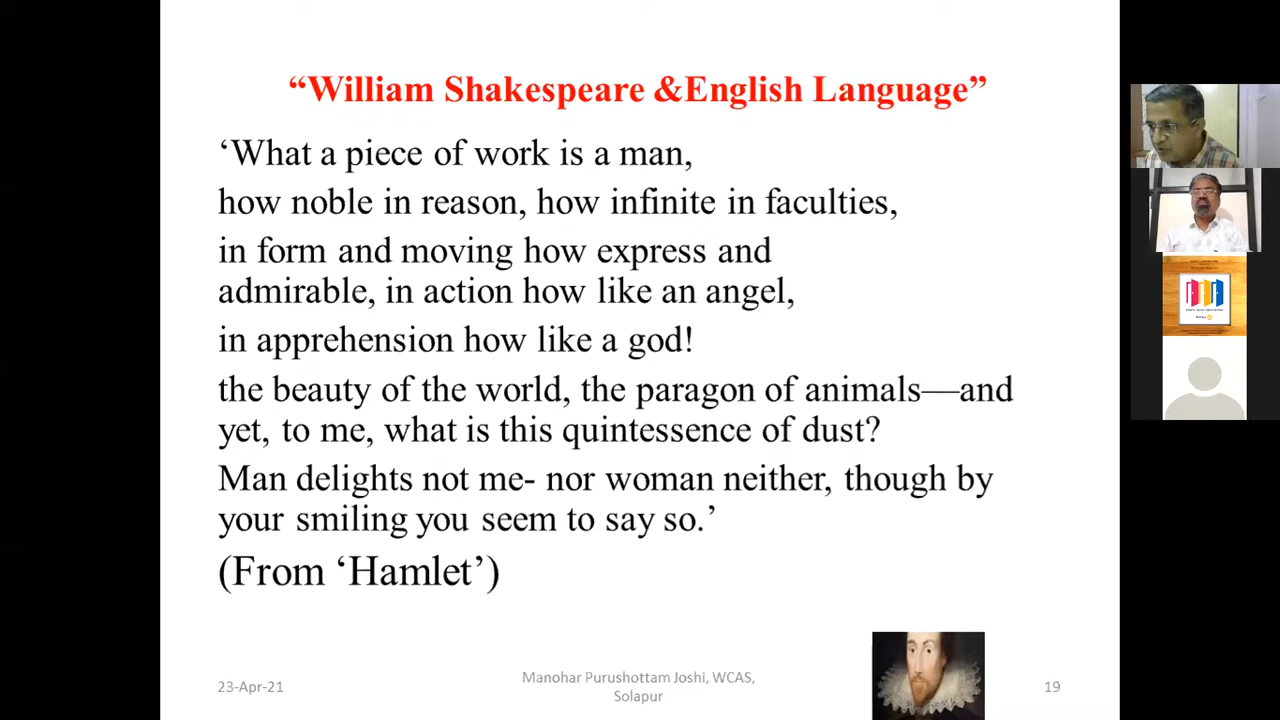 “William Shakespeare &English Language”
‘What a piece of work is a man,
how noble in reason, how infinite in faculties,
in form and moving how express and
admirable, in action how like an angel,
in apprehension how like a god!
the beauty of the world, the paragon of animals—and
yet, to me, what is this quintessence of dust?
Man delights not me- nor woman neither, though by
your smiling you seem to say so.’
(From ‘Hamlet’)
23-Apr-21
Manohar Purushottam Joshi, WCAS,
Solapur
19